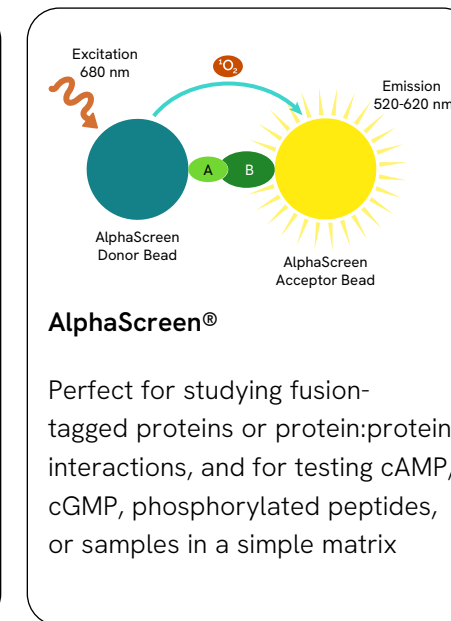 Excitation
680 nm
¹O₂
Emission
520-620 nm
A
B
AlphaScreen
Donor Bead
AlphaScreen
Acceptor Bead
AlphaScreen®
Perfect for studying fusion-
tagged proteins or protein:protein
interactions, and for testing cAMP,
cGMP, phosphorylated peptides,
or samples in a simple matrix